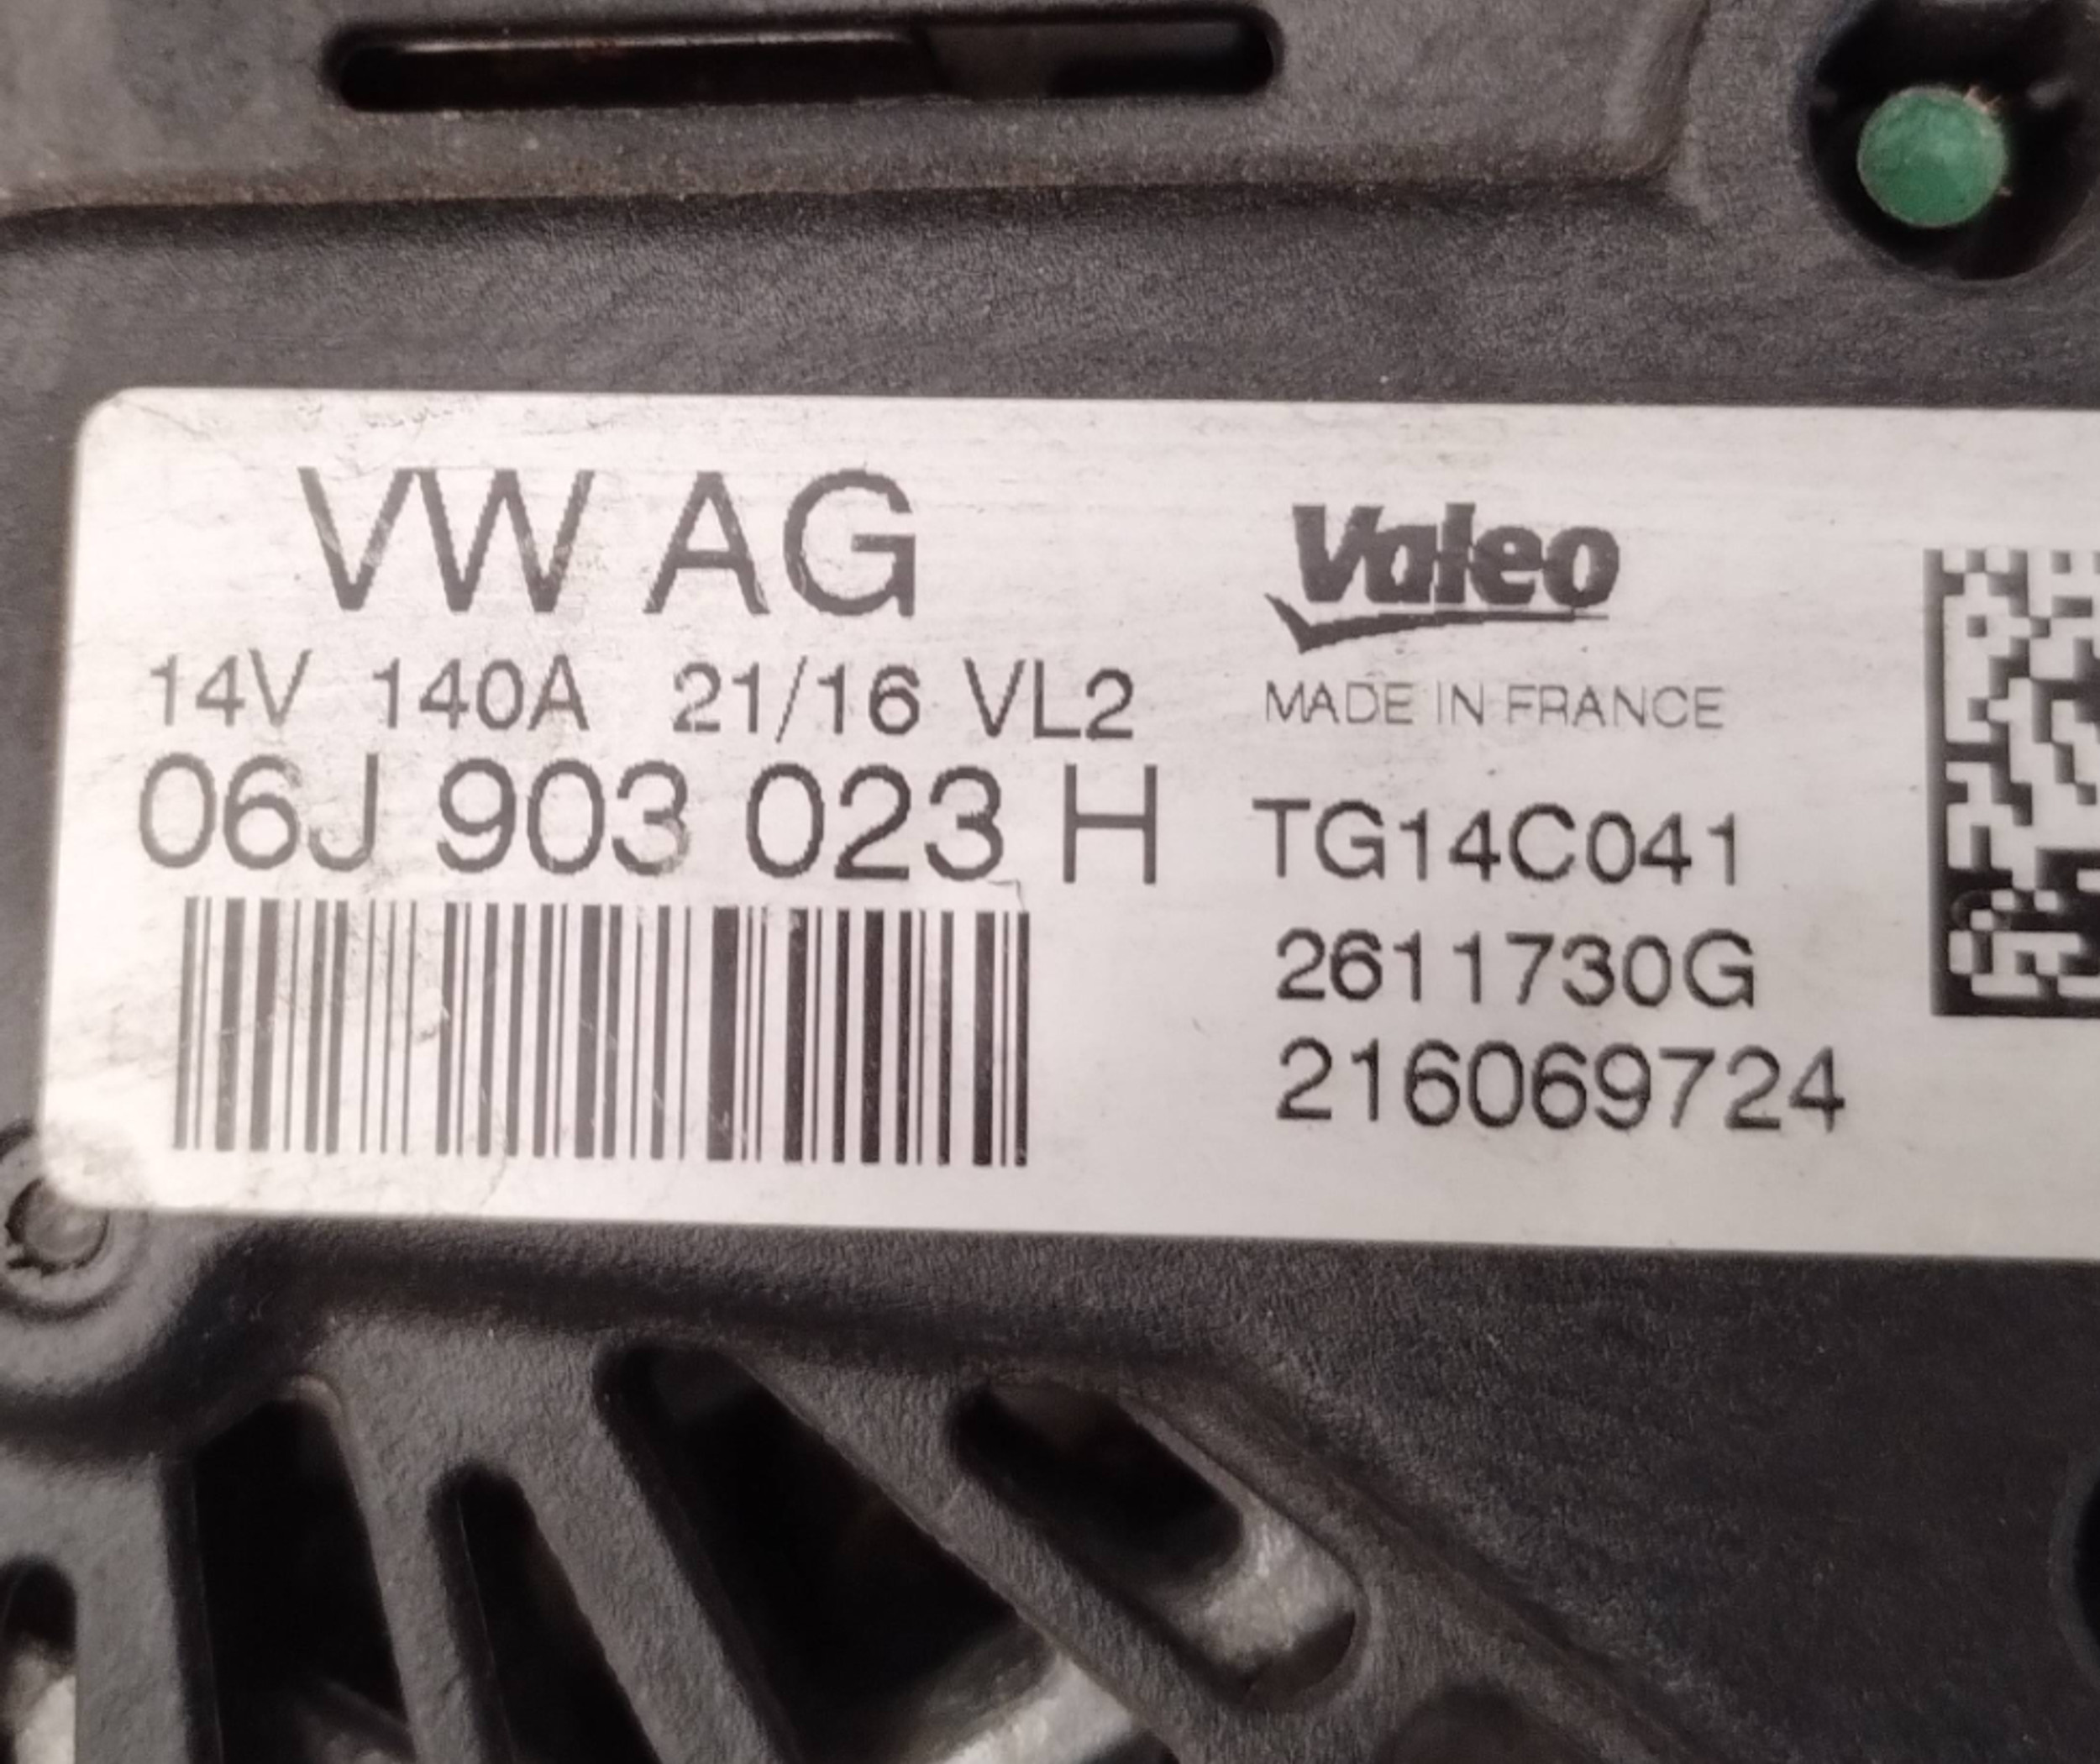 VW AG
14V 140A 21/16 VL2
06J 903 023 H
Valeo
MADE IN FRANCE
TG14C041
2611730G
216069724